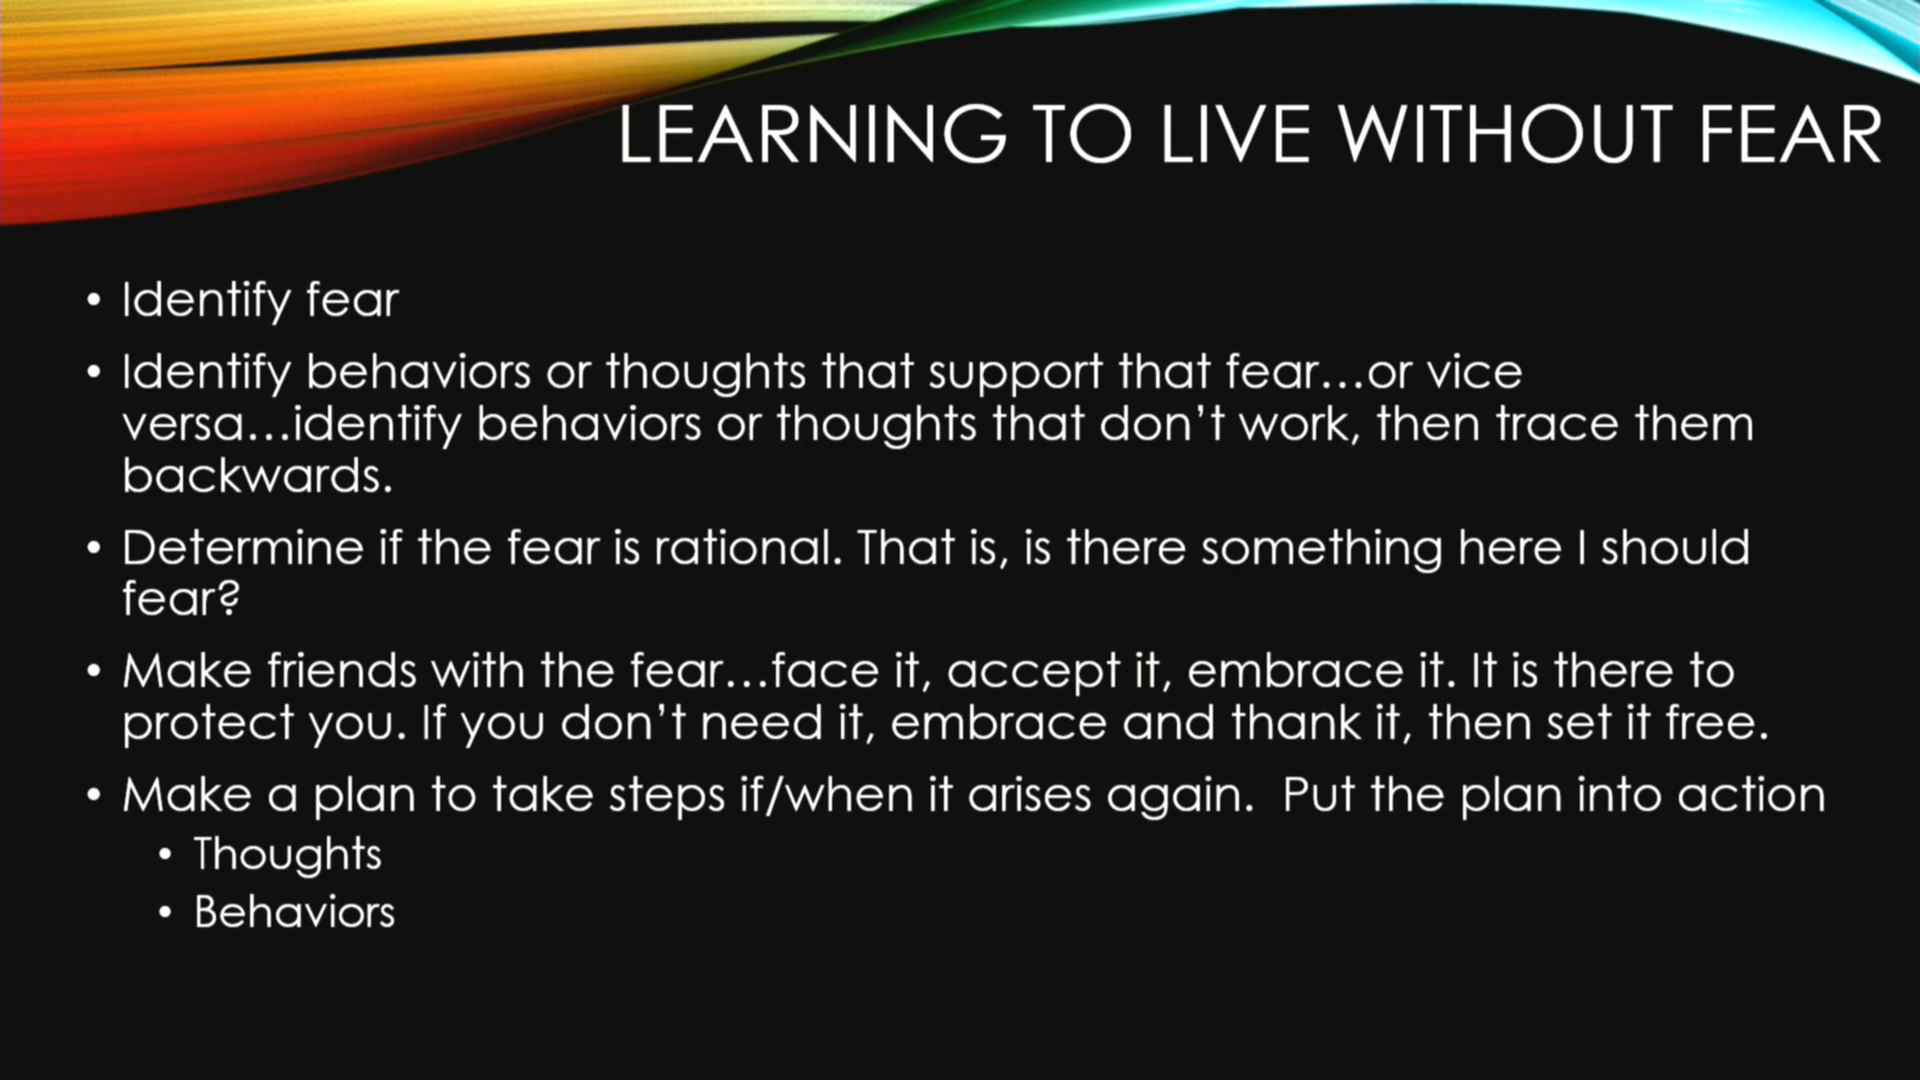 LEARNING TO LIVE WITHOUT FEAR
• Identify fear
• Identify behaviors or thoughts that support that fear…or vice
versa…identify behaviors or thoughts that don’t work, then trace them
backwards.
• Determine if the fear is rational. That is, is there something here I should
fear?
• Make friends with the fear…face it, accept it, embrace it. It is there to
protect you. If you don’t need it, embrace and thank it, then set it free.
• Make a plan to take steps if/when it arises again.  Put the plan into action
• Thoughts
• Behaviors